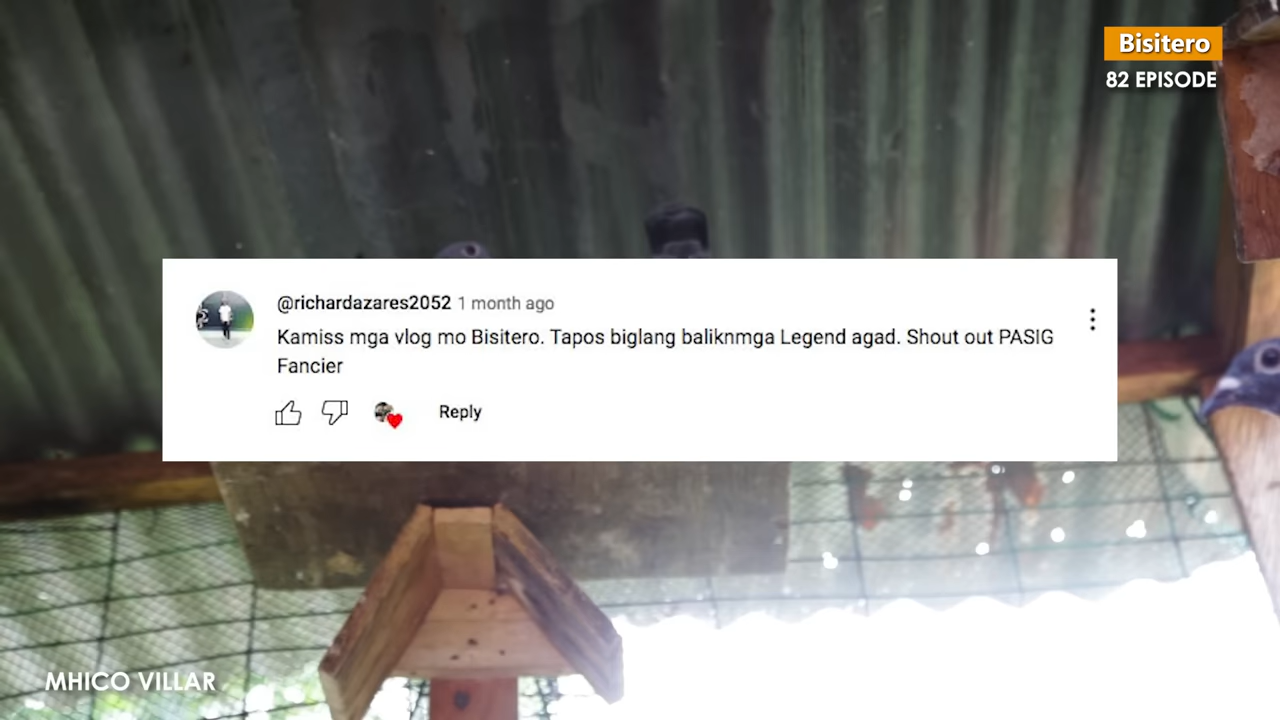 Bisitero
82 EPISODE
@richardazares2052 1 month ago
Kamiss mga vlog mo Bisitero. Tapos biglang baliknmga Legend agad. Shout out PASIG
Fancier
Reply
MHICO VILLAR